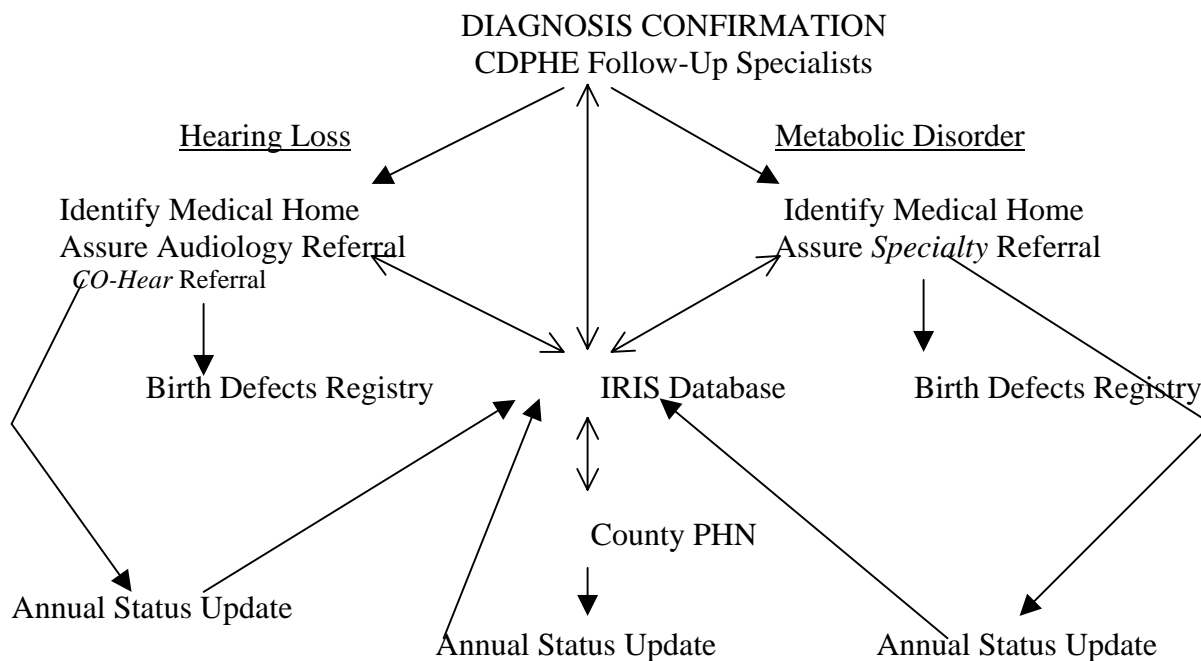 DIAGNOSIS CONFIRMATION
CDPHE Follow-Up Specialists
Hearing Loss
Metabolic Disorder
Identify Medical Home
Assure Audiology Referral
CO-Hear Referral
Identify Medical Home
Assure Specialty Referral
Birth Defects Registry
IRIS Database
Birth Defects Registry
County PHN
Annual Status Update
Annual Status Update
Annual Status Update